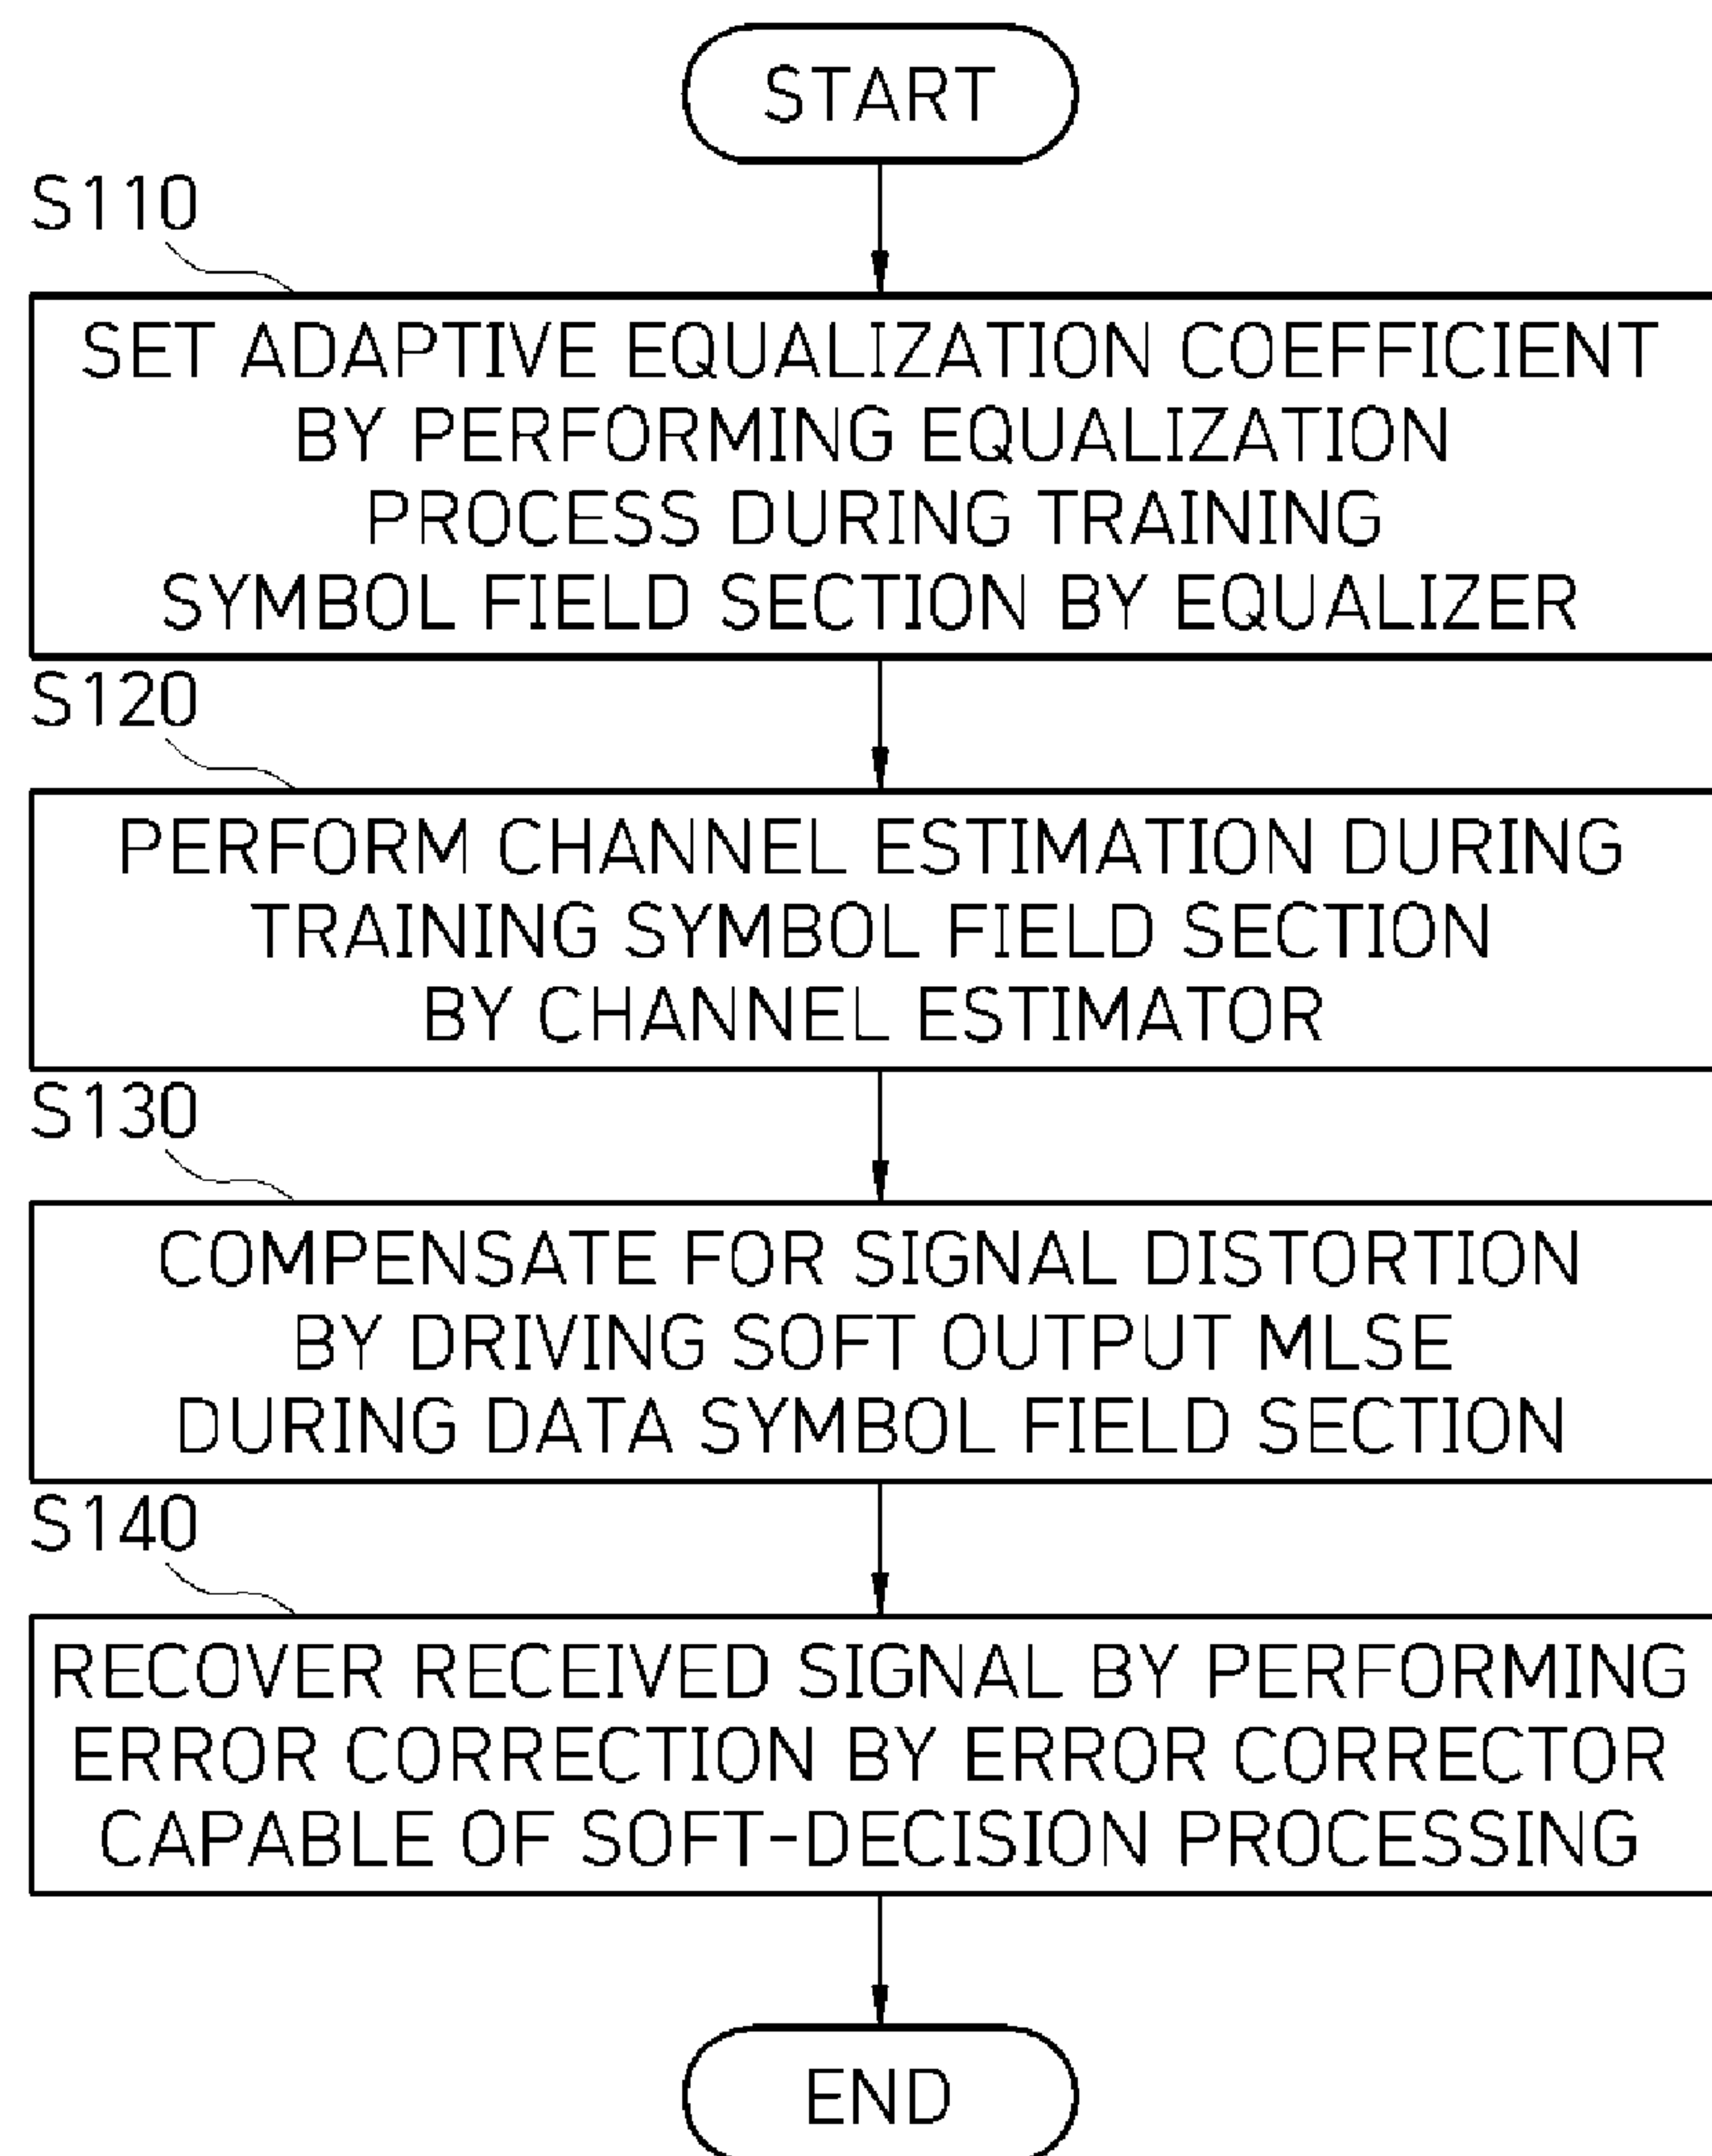 START
S110
SET ADAPTIVE EQUALIZATION COEFFICIENT
BY PERFORMING EQUALIZATION
PROCESS DURING TRAINING
SYMBOL FIELD SECTION BY EQUALIZER
S120
PERFORM CHANNEL ESTIMATION DURING
TRAINING SYMBOL FIELD SECTION
BY CHANNEL ESTIMATOR
S130
COMPENSATE FOR SIGNAL DISTORTION
BY DRIVING SOFT OUTPUT MLSE
DURING DATA SYMBOL FIELD SECTION
S140
RECOVER RECEIVED SIGNAL BY PERFORMING
ERROR CORRECTION BY ERROR CORRECTOR
CAPABLE OF SOFT-DECISION PROCESSING
END